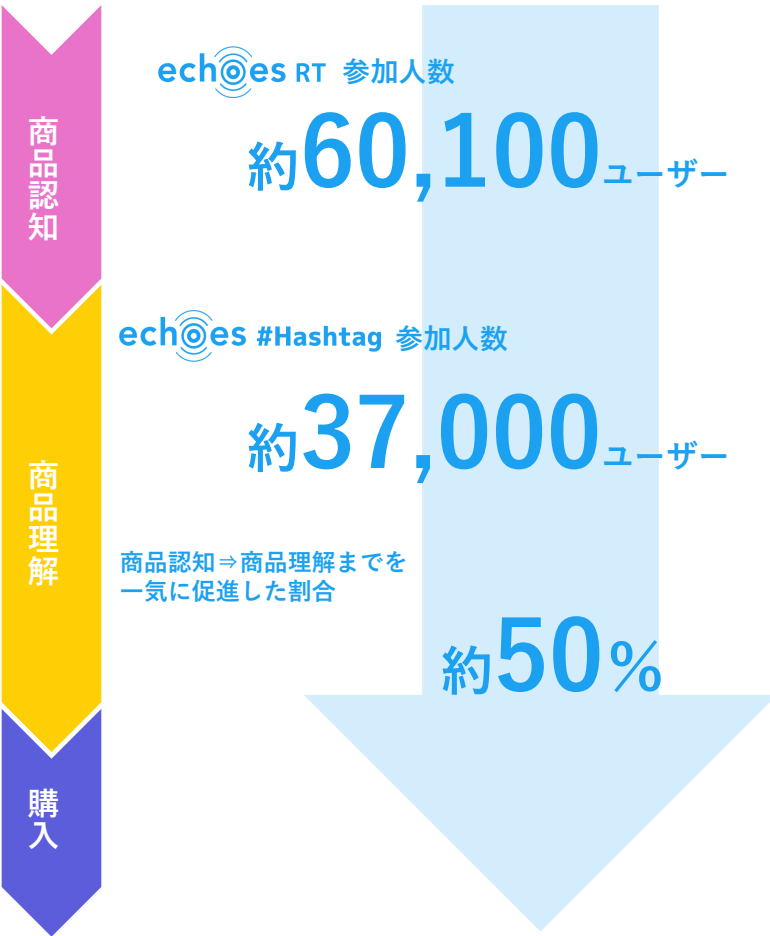 商品認知
echoes RT 参加人数
約60,100ユーザー
商品理解
echoes #Hashtag 参加人数
約37,000ユーザー
商品認知⇒商品理解までを
一気に促進した割合
約50%
購入